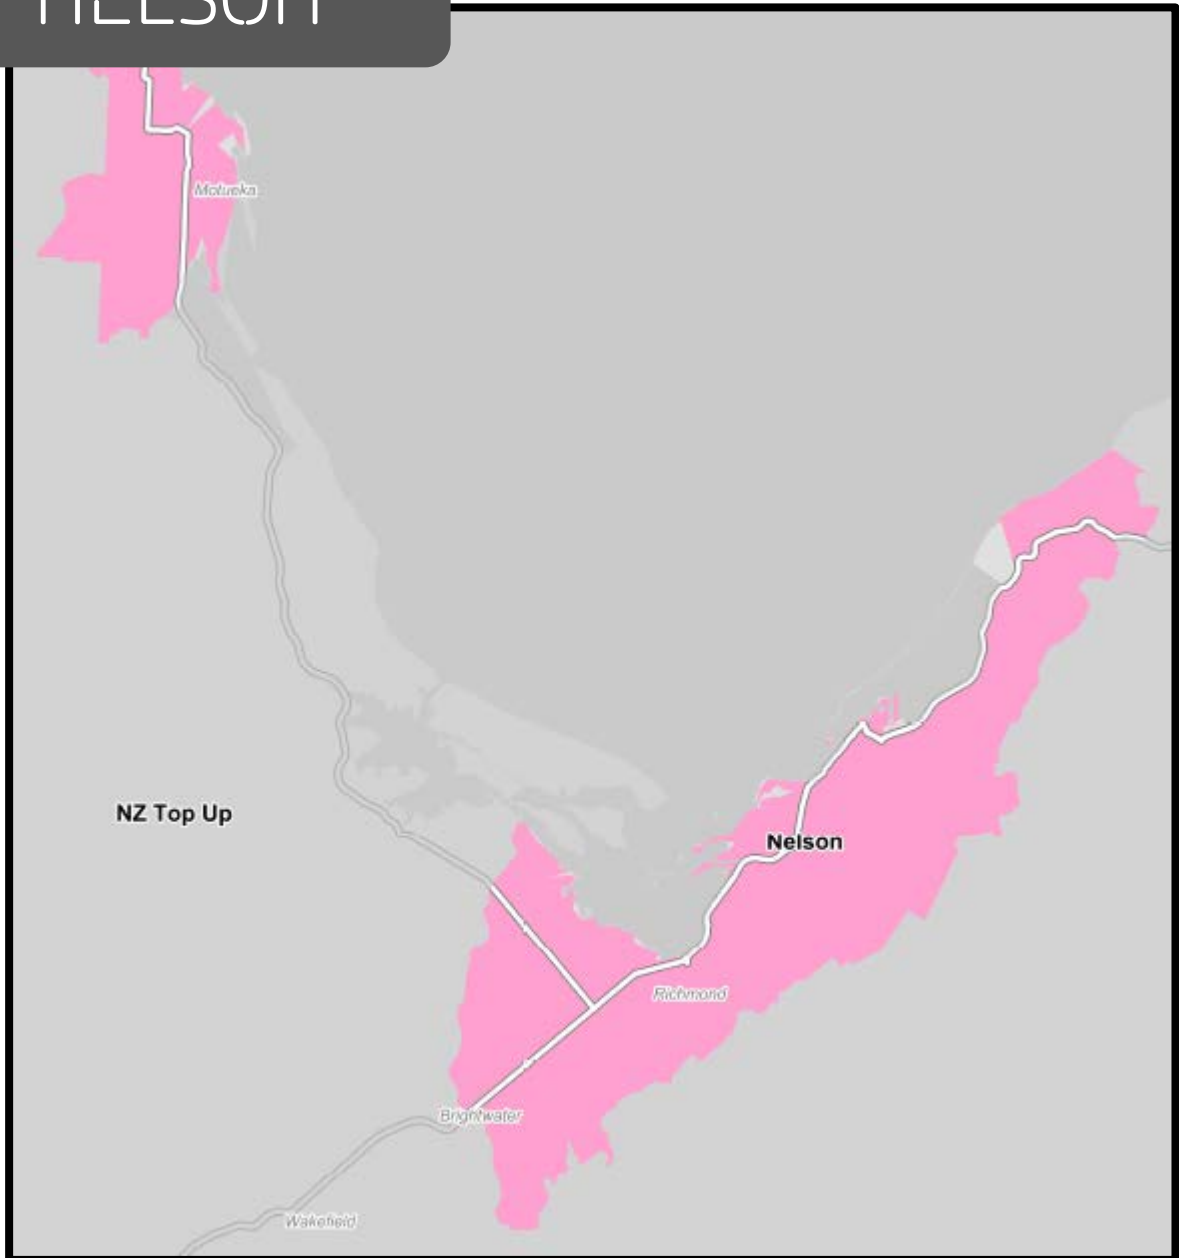 NELSON
Motueka
NZ Top Up
Nelson
Richmond
Brightwater
Wakefield